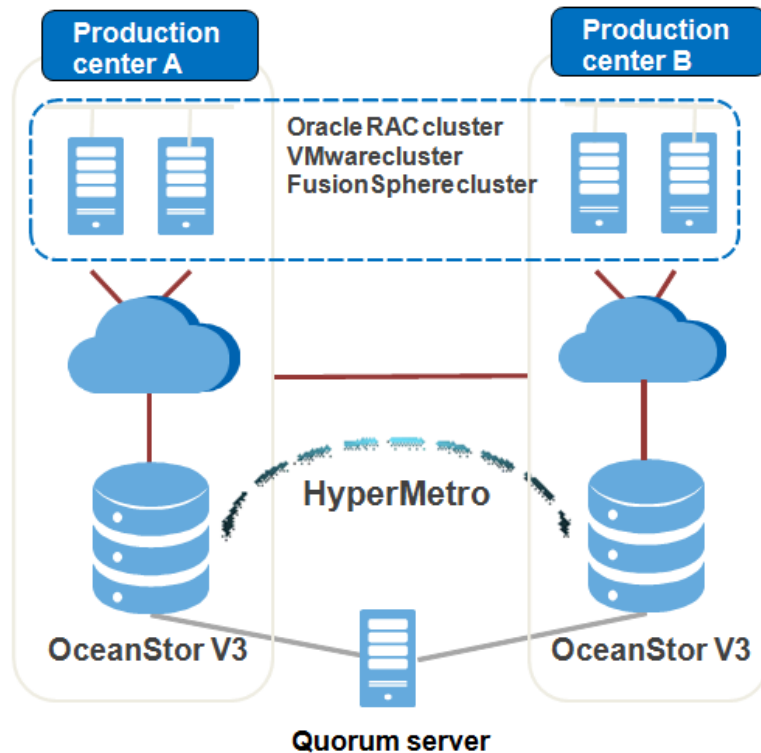 Production
center A
Production
center B
Oracle RAC cluster
VMwarecluster
FusionSpherecluster
HyperMetro
OceanStor V3
OceanStor V3
Quorum server